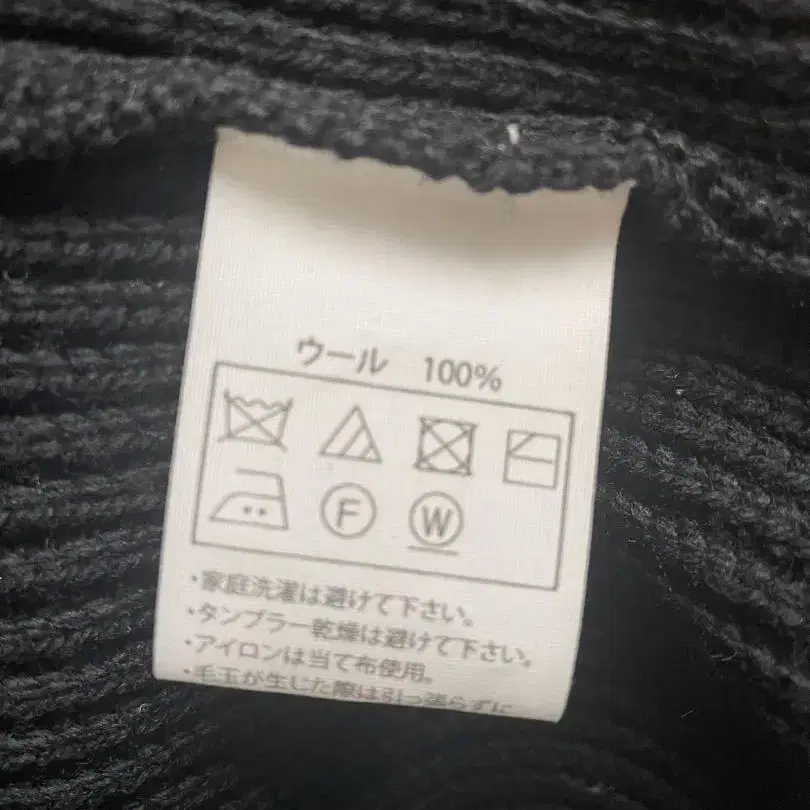 ウール 100%
F W
・家庭洗濯は避けて下さい。
・タンブラー乾燥は避けて下さい。
・アイロンは当て布使用。
・毛玉が生じた際は引っ張らずに